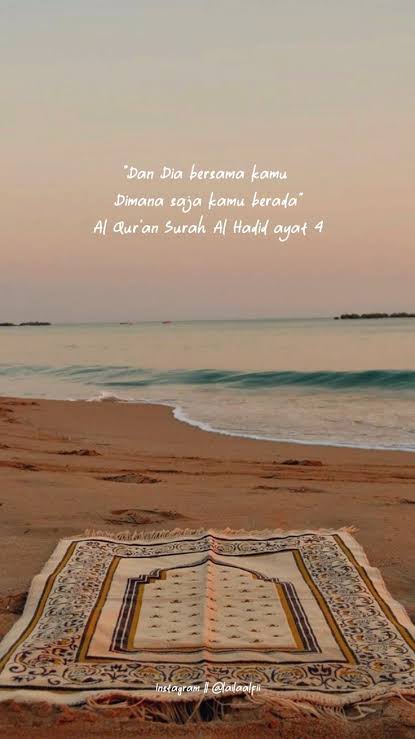 "Dan Dia bersama kamu
Dimana saja kamu berada"
Al Qur'an Surah Al Hadid ayat 4
Instagram || @lailaalfii